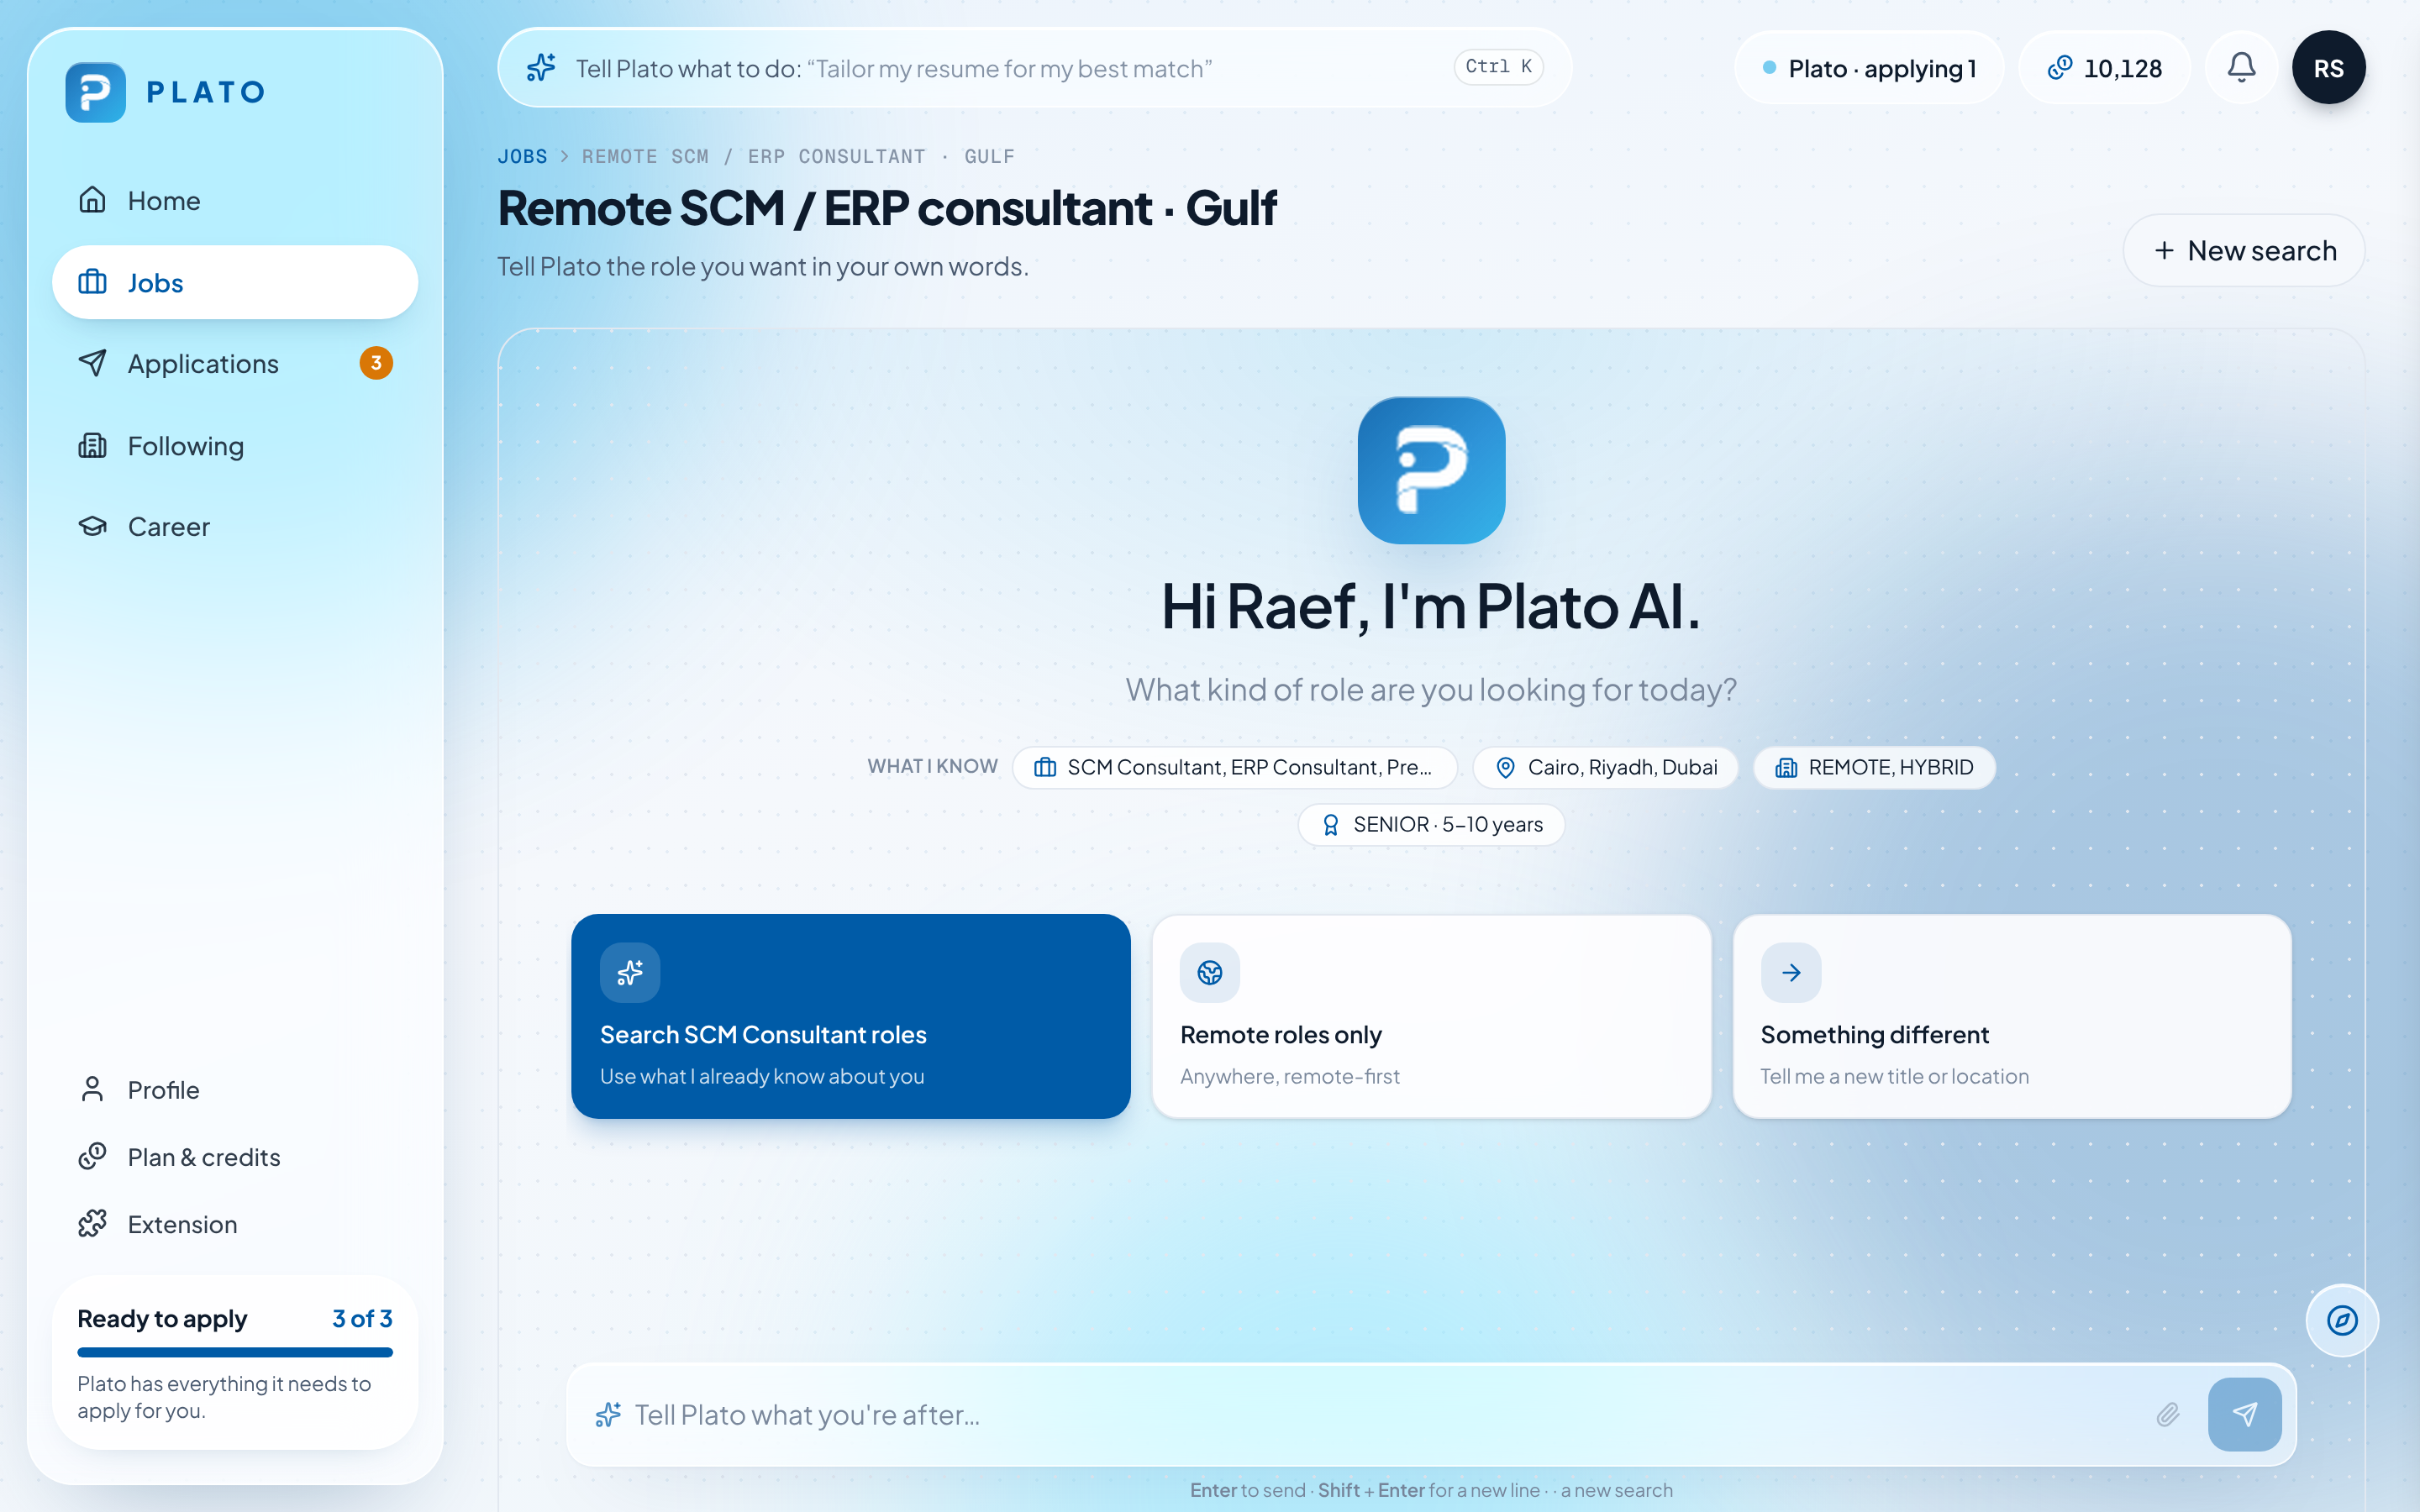 PLATO
Home
Jobs
Applications 3
Following
Career
Profile
Plan & credits
Extension
Ready to apply 3 of 3
Plato has everything it needs to
apply for you.
Tell Plato what to do: “Tailor my resume for my best match” Ctrl K
Plato · applying 1
10,128
RS
JOBS > REMOTE SCM / ERP CONSULTANT · GULF
Remote SCM / ERP consultant · Gulf
Tell Plato the role you want in your own words.
+ New search
Hi Raef, I'm Plato AI.
What kind of role are you looking for today?
WHAT I KNOW SCM Consultant, ERP Consultant, Pre... Cairo, Riyadh, Dubai REMOTE, HYBRID
SENIOR · 5–10 years
Search SCM Consultant roles
Use what I already know about you
Remote roles only
Anywhere, remote-first
Something different
Tell me a new title or location
Tell Plato what you're after...
Enter to send · Shift + Enter for a new line · · a new search